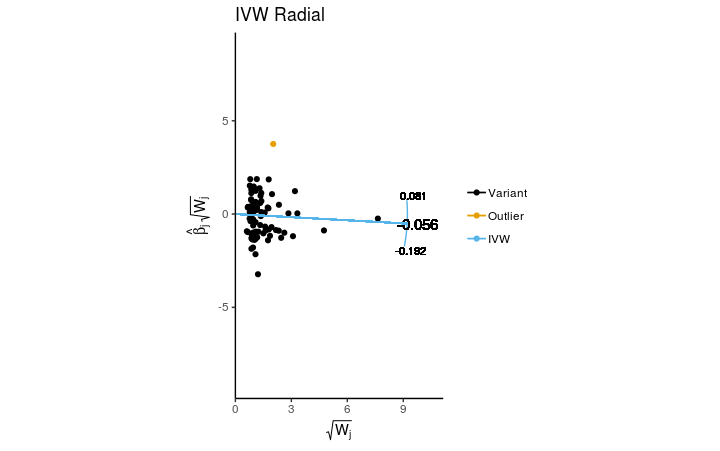 IVW Radial
β̂j√Wj
5
0
-5
0.081
-0.056
-0.192
0
3
6
9
√Wj
Variant
Outlier
IVW